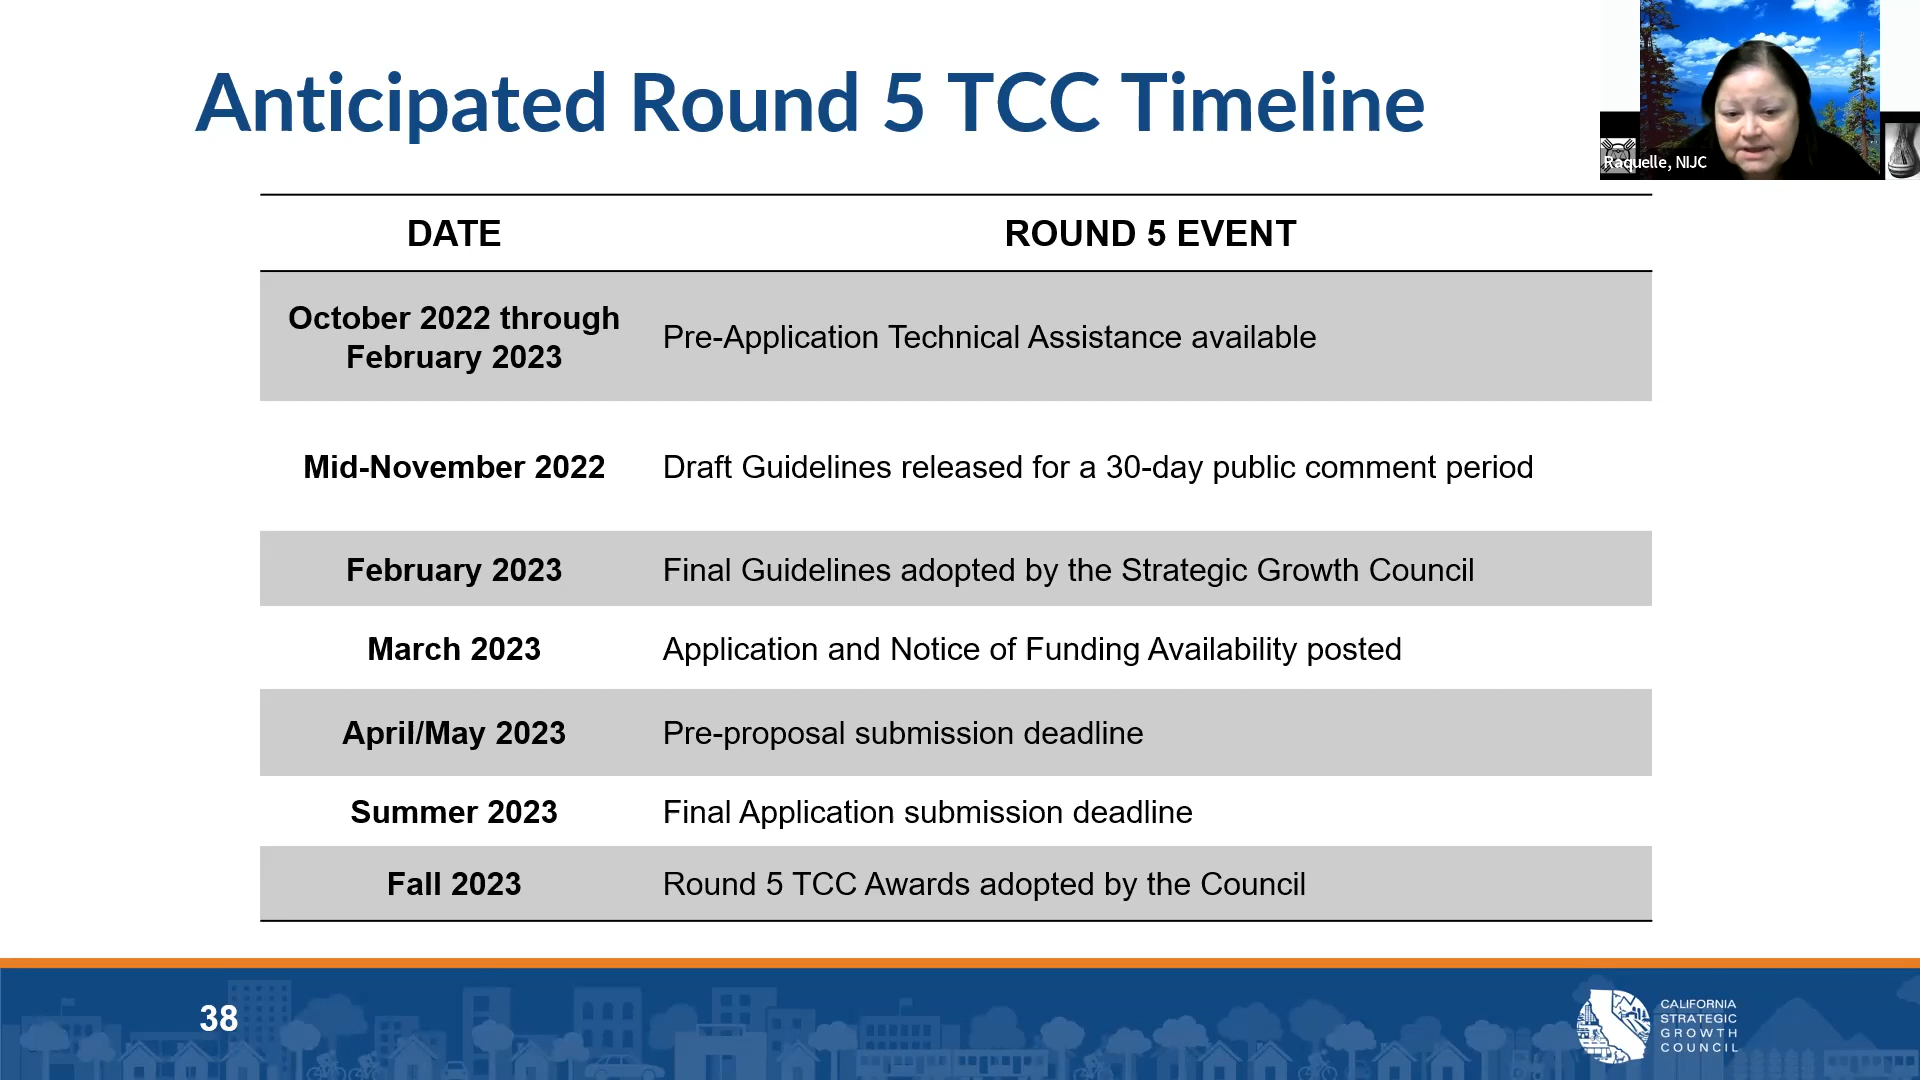 Anticipated Round 5 TCC Timeline
Raquelle, NIJC
DATE ROUND 5 EVENT
October 2022 through
February 2023
Pre-Application Technical Assistance available
Mid-November 2022 Draft Guidelines released for a 30-day public comment period
February 2023 Final Guidelines adopted by the Strategic Growth Council
March 2023 Application and Notice of Funding Availability posted
April/May 2023 Pre-proposal submission deadline
Summer 2023 Final Application submission deadline
Fall 2023 Round 5 TCC Awards adopted by the Council
38
CALIFORNIA
STRATEGIC
GROWTH
COUNCIL